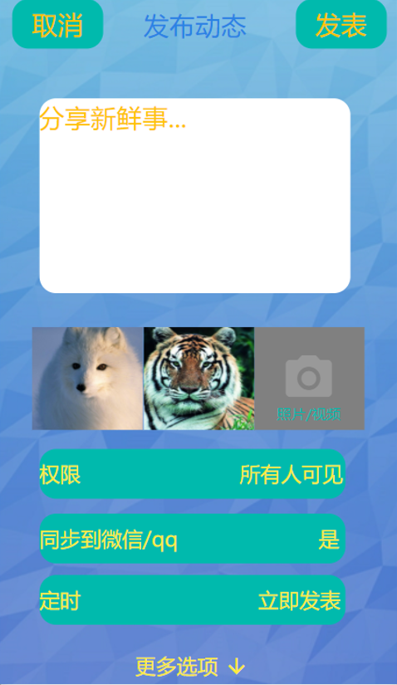 取消 发布动态 发表
分享新鲜事...
照片/视频
权限 所有人可见
同步到微信/qq 是
定时 立即发表
更多选项